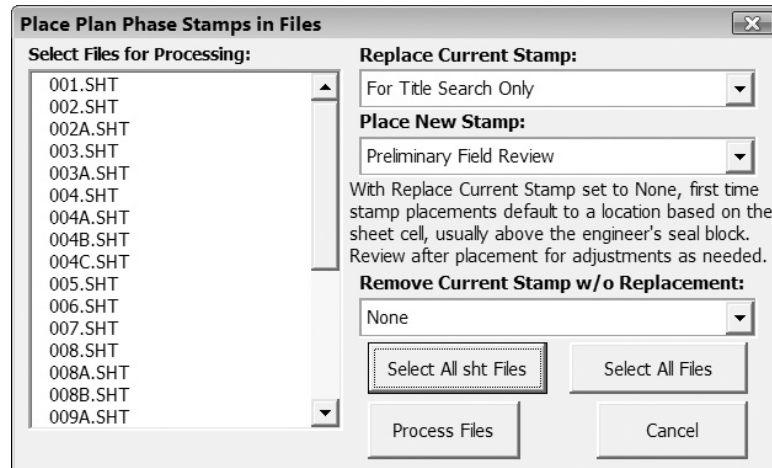 Place Plan Phase Stamps in Files
Select Files for Processing:
001.SHT
002.SHT
002A.SHT
003.SHT
003A.SHT
004.SHT
004A.SHT
004B.SHT
004C.SHT
005.SHT
006.SHT
007.SHT
008.SHT
008A.SHT
008B.SHT
009A.SHT
Replace Current Stamp:
For Title Search Only
Place New Stamp:
Preliminary Field Review
With Replace Current Stamp set to None, first time
stamp placements default to a location based on the
sheet cell, usually above the engineer's seal block.
Review after placement for adjustments as needed.
Remove Current Stamp w/o Replacement:
None
Select All sht Files
Select All Files
Process Files
Cancel